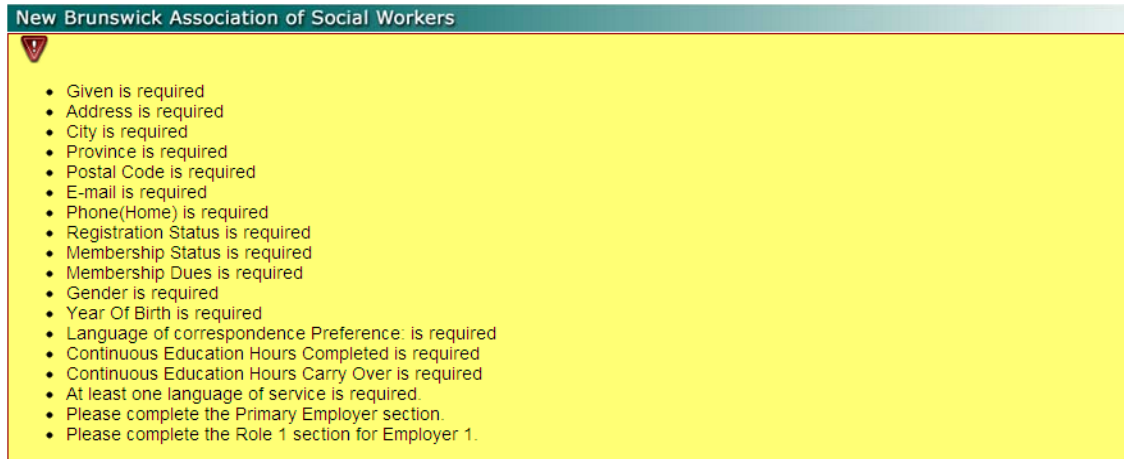 New Brunswick Association of Social Workers
Given is required
Address is required
City is required
Province is required
Postal Code is required
E-mail is required
Phone(Home) is required
Registration Status is required
Membership Status is required
Membership Dues is required
Gender is required
Year Of Birth is required
Language of correspondence Preference: is required
Continuous Education Hours Completed is required
Continuous Education Hours Carry Over is required
At least one language of service is required.
Please complete the Primary Employer section.
Please complete the Role 1 section for Employer 1.